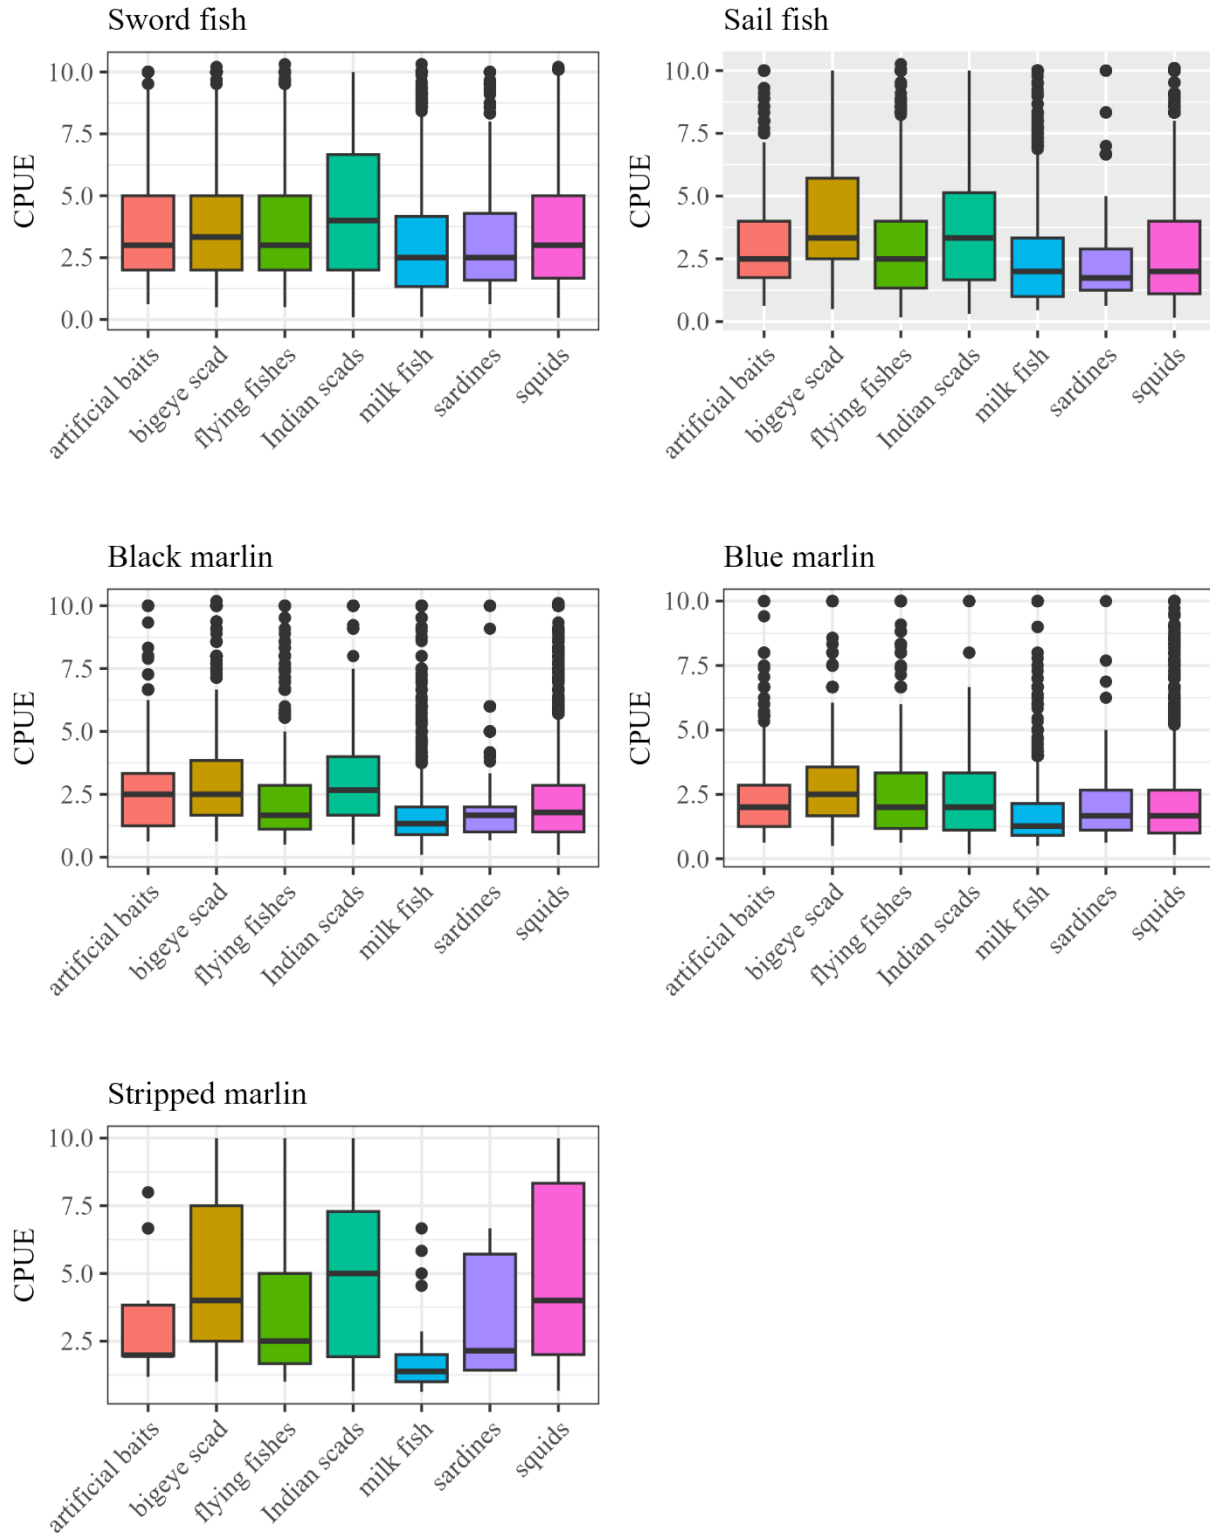 Sword fish
CPUE
10.0
7.5
5.0
2.5
0.0
artificial baits
bigeye scad
flying fishes
Indian scads
milk fish
sardines
squids
Sail fish
CPUE
10.0
7.5
5.0
2.5
0.0
artificial baits
bigeye scad
flying fishes
Indian scads
milk fish
sardines
squids
Black marlin
CPUE
10.0
7.5
5.0
2.5
0.0
artificial baits
bigeye scad
flying fishes
Indian scads
milk fish
sardines
squids
Blue marlin
CPUE
10.0
7.5
5.0
2.5
0.0
artificial baits
bigeye scad
flying fishes
Indian scads
milk fish
sardines
squids
Stripped marlin
CPUE
10.0
7.5
5.0
2.5
artificial baits
bigeye scad
flying fishes
Indian scads
milk fish
sardines
squids